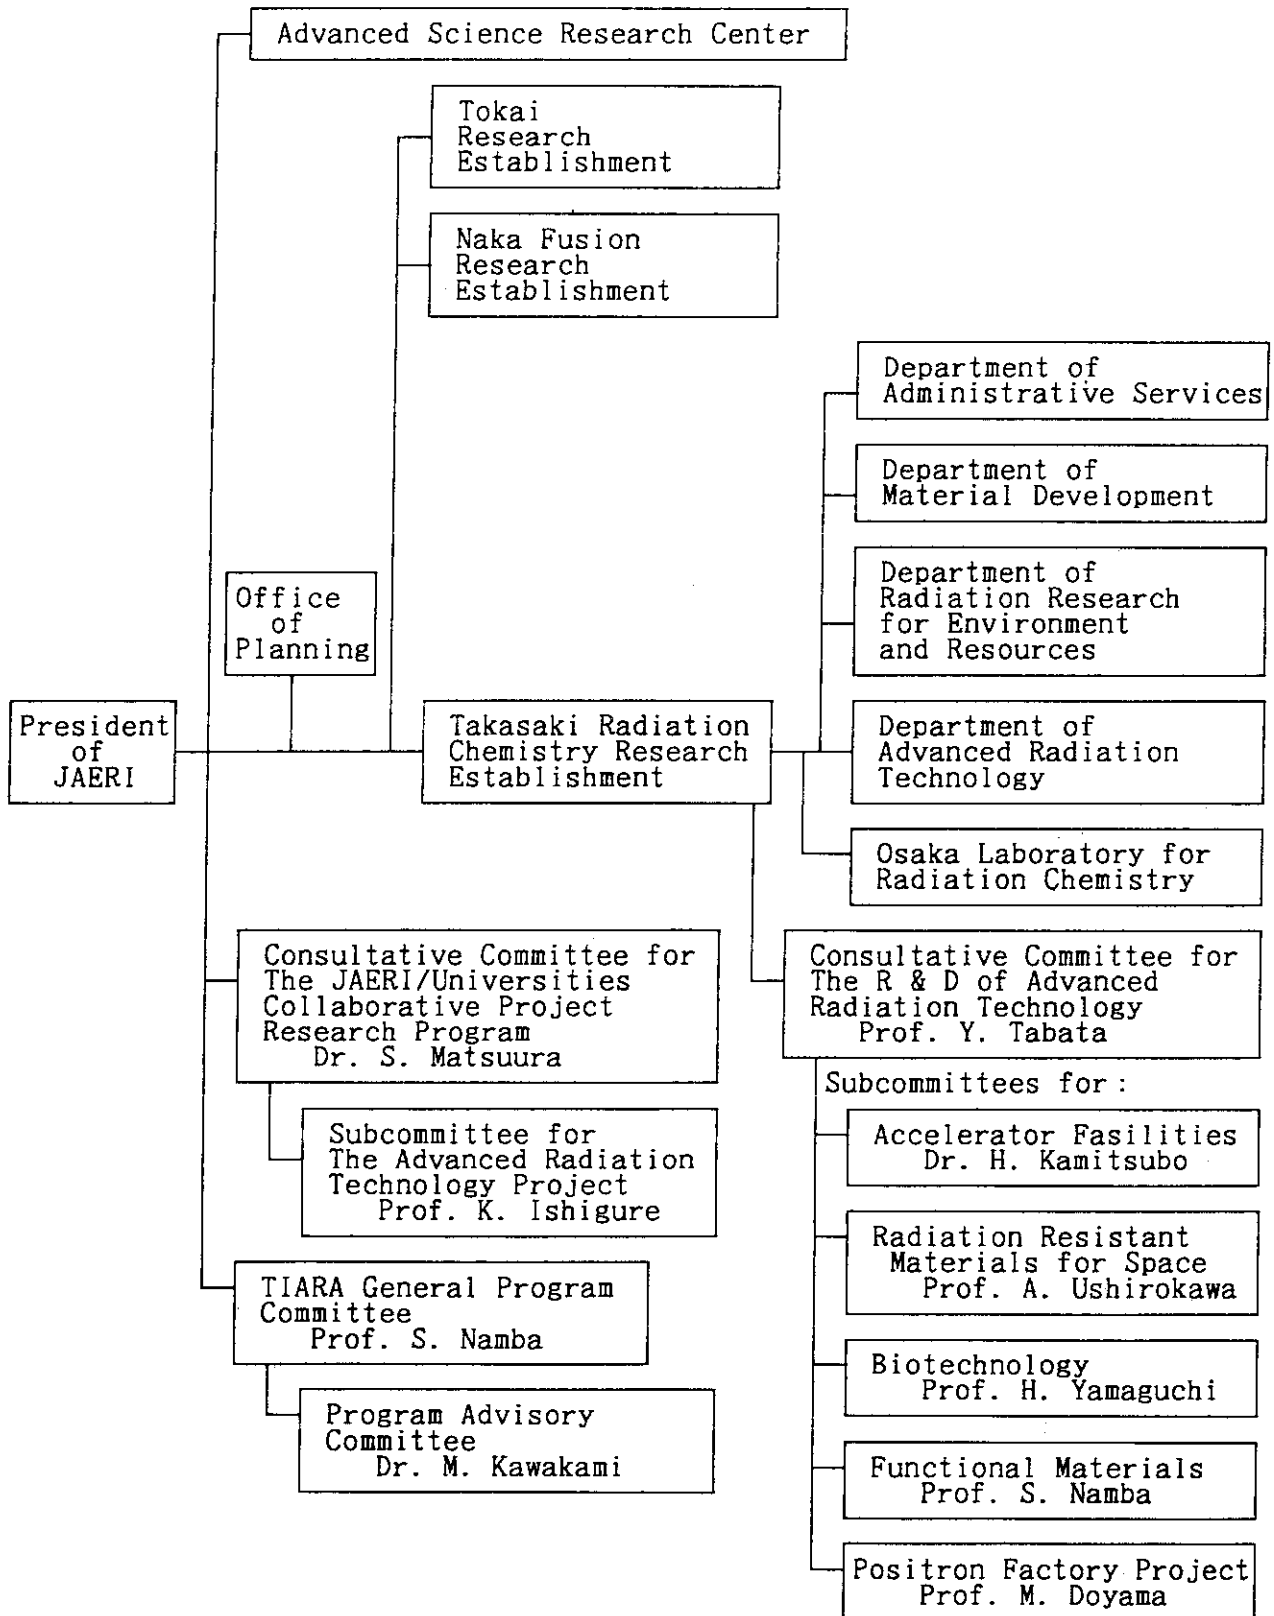 Advanced Science Research Center
Tokai
Research
Establishment
Naka Fusion
Research
Establishment
Department of
Administrative Services
Department of
Material Development
Department of
Radiation Research
for Environment
and Resources
Office
of
Planning
President
of
JAERI
Takasaki Radiation
Chemistry Research
Establishment
Department of
Advanced Radiation
Technology
Osaka Laboratory for
Radiation Chemistry
Consultative Committee for
The JAERI/Universities
Collaborative Project
Research Program
Dr. S. Matsuura
Subcommittee for
The Advanced Radiation
Technology Project
Prof. K. Ishigure
TIARA General Program
Committee
Prof. S. Namba
Program Advisory
Committee
Dr. M. Kawakami
Consultative Committee for
The R & D of Advanced
Radiation Technology
Prof. Y. Tabata
Subcommittees for :
Accelerator Fasilities
Dr. H. Kamitsubo
Radiation Resistant
Materials for Space
Prof. A. Ushirokawa
Biotechnology
Prof. H. Yamaguchi
Functional Materials
Prof. S. Namba
Positron Factory Project
Prof. M. Doyama